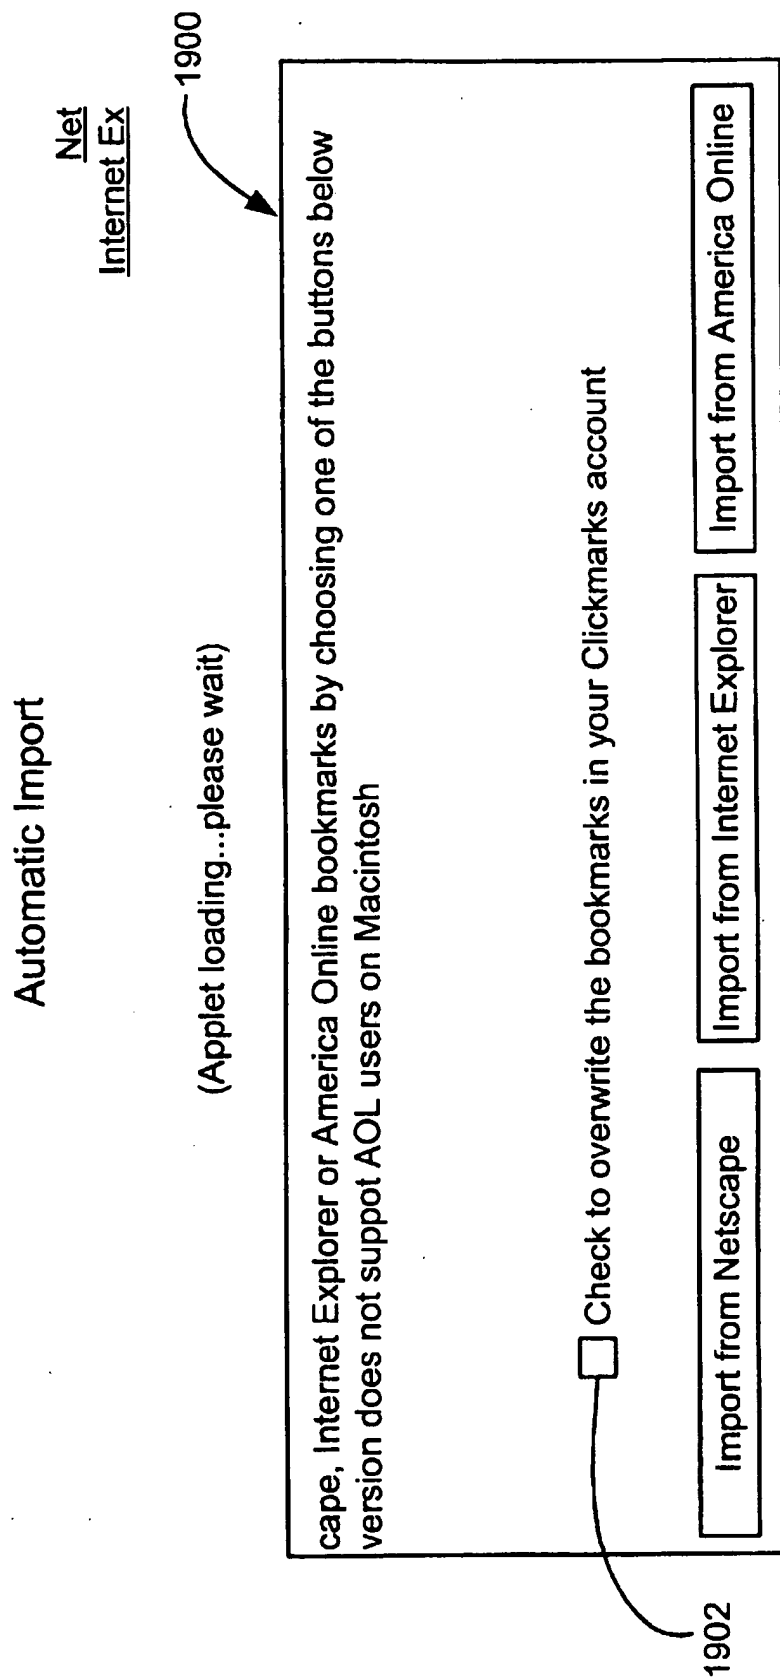 Automatic Import
Net
Internet Ex
(Applet loading...please wait)
1900
cape, Internet Explorer or America Online bookmarks by choosing one of the buttons below
version does not suppot AOL users on Macintosh
Check to overwrite the bookmarks in your Clickmarks account
1902
Import from Netscape
Import from Internet Explorer
Import from America Online